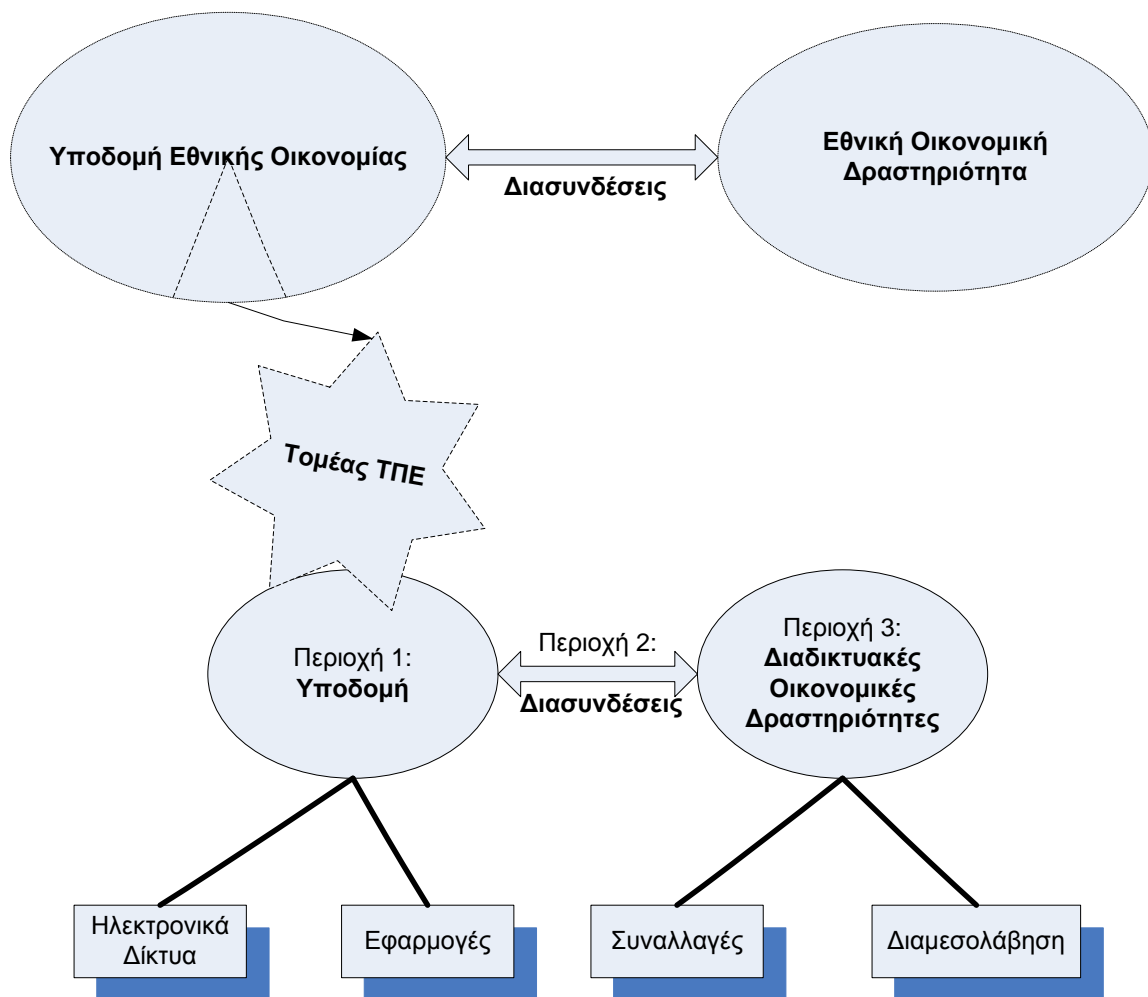 Υποδομή Εθνικής Οικονομίας
Διασυνδέσεις
Εθνική Οικονομική
Δραστηριότητα
Τομέας ΤΠΕ
Περιοχή 1:
Υποδομή
Περιοχή 2:
Διασυνδέσεις
Περιοχή 3:
Διαδικτυακές
Οικονομικές
Δραστηριότητες
Ηλεκτρονικά
Δίκτυα
Εφαρμογές
Συναλλαγές
Διαμεσολάβηση